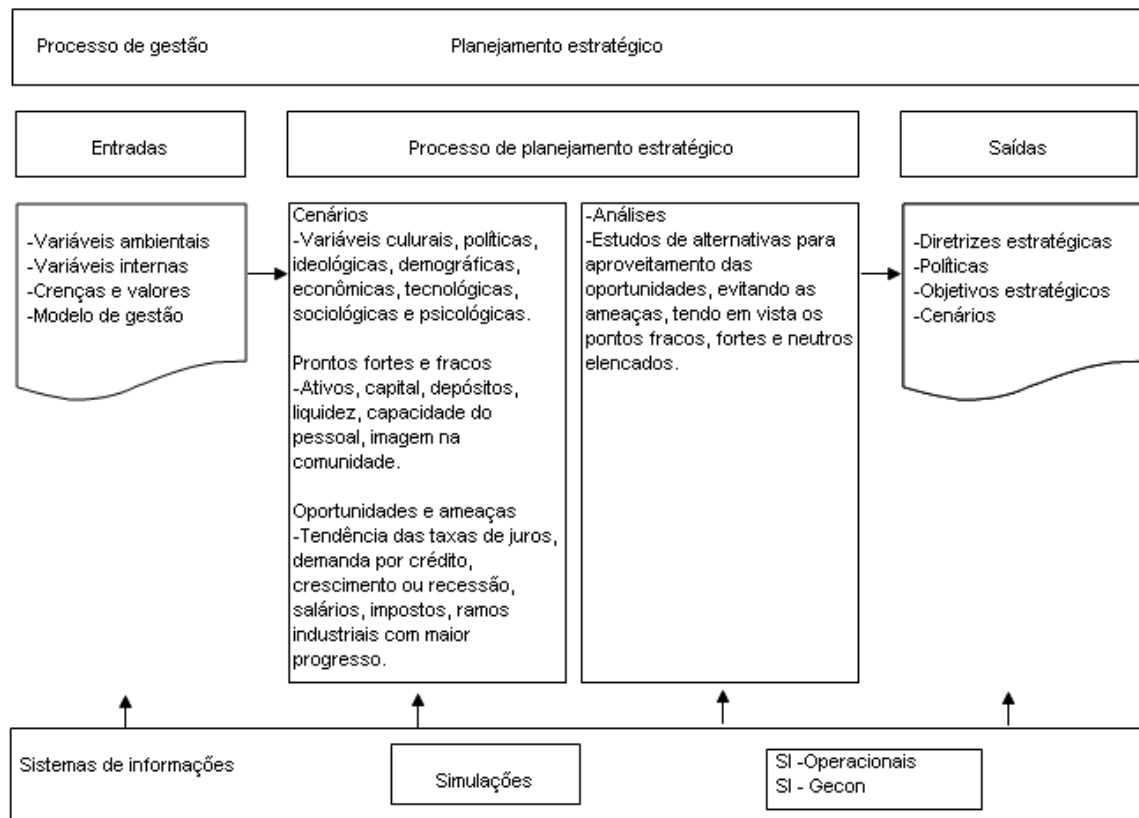 Processo de gestão
Planejamento estratégico
Entradas
Processo de planejamento estratégico
Saídas
-Variáveis ambientais
-Variáveis internas
-Crenças e valores
-Modelo de gestão
Cenários
-Variáveis culurais, políticas,
ideológicas, demográficas,
econômicas, tecnológicas,
sociológicas e psicológicas.
Prontos fortes e fracos
-Ativos, capital, depósitos,
liquidez, capacidade do
pessoal, imagem na
comunidade.
Oportunidades e ameaças
-Tendência das taxas de juros,
demanda por crédito,
crescimento ou recessão,
salários, impostos, ramos
industriais com maior
progresso.
-Análises
-Estudos de alternativas para
aproveitamento das
oportunidades, evitando as
ameaças, tendo em vista os
pontos fracos, fortes e neutros
elencados.
-Diretrizes estratégicas
-Políticas
-Objetivos estratégicos
-Cenários
Sistemas de informações
Simulações
SI -Operacionais
SI - Gecon